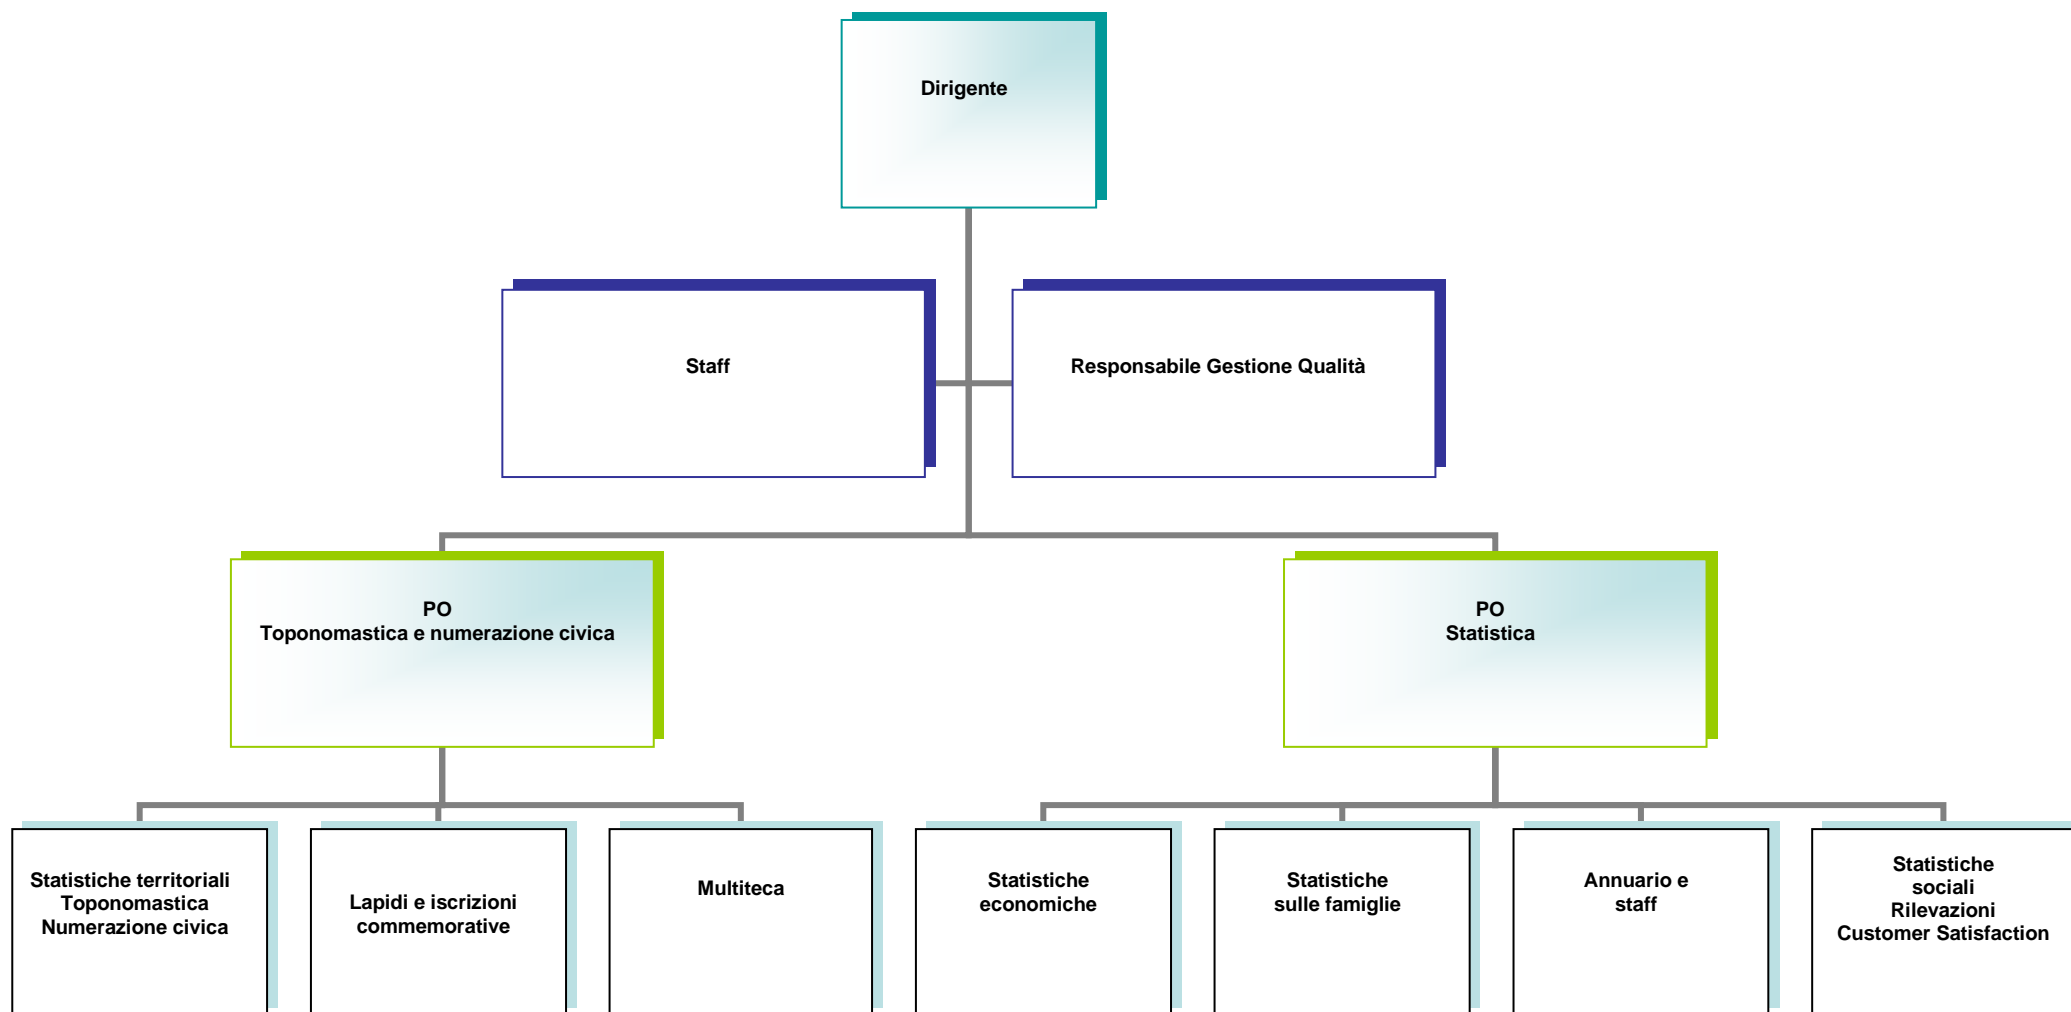 Dirigente
Staff
Responsabile Gestione Qualità
PO
Toponomastica e numerazione civica
PO
Statistica
Statistiche territoriali
Toponomastica
Numerazione civica
Lapidi e iscrizioni
commemorative
Multiteca
Statistiche
economiche
Statistiche
sulle famiglie
Annuario e
staff
Statistiche
sociali
Rilevazioni
Customer Satisfaction